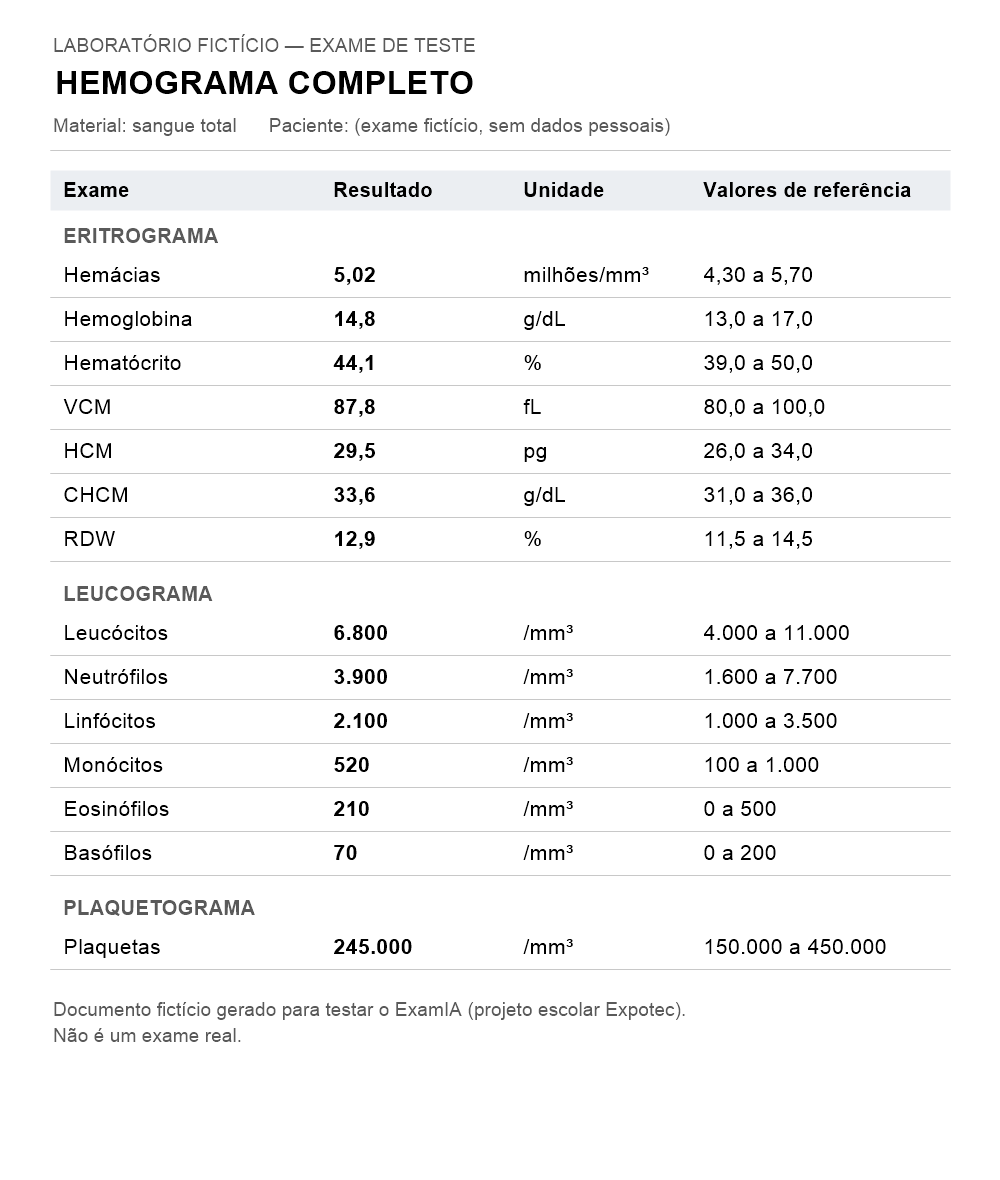 LABORATÓRIO FICTÍCIO — EXAME DE TESTE
HEMOGRAMA COMPLETO
Material: sangue total Paciente: (exame fictício, sem dados pessoais)
Exame Resultado Unidade Valores de referência
ERITROGRAMA
Hemácias 5,02 milhões/mm³ 4,30 a 5,70
Hemoglobina 14,8 g/dL 13,0 a 17,0
Hematócrito 44,1 % 39,0 a 50,0
VCM 87,8 fL 80,0 a 100,0
HCM 29,5 pg 26,0 a 34,0
CHCM 33,6 g/dL 31,0 a 36,0
RDW 12,9 % 11,5 a 14,5
LEUCOGRAMA
Leucócitos 6.800 /mm³ 4.000 a 11.000
Neutrófilos 3.900 /mm³ 1.600 a 7.700
Linfócitos 2.100 /mm³ 1.000 a 3.500
Monócitos 520 /mm³ 100 a 1.000
Eosinófilos 210 /mm³ 0 a 500
Basófilos 70 /mm³ 0 a 200
PLAQUETOGRAMA
Plaquetas 245.000 /mm³ 150.000 a 450.000
Documento fictício gerado para testar o ExamIA (projeto escolar Expotec).
Não é um exame real.